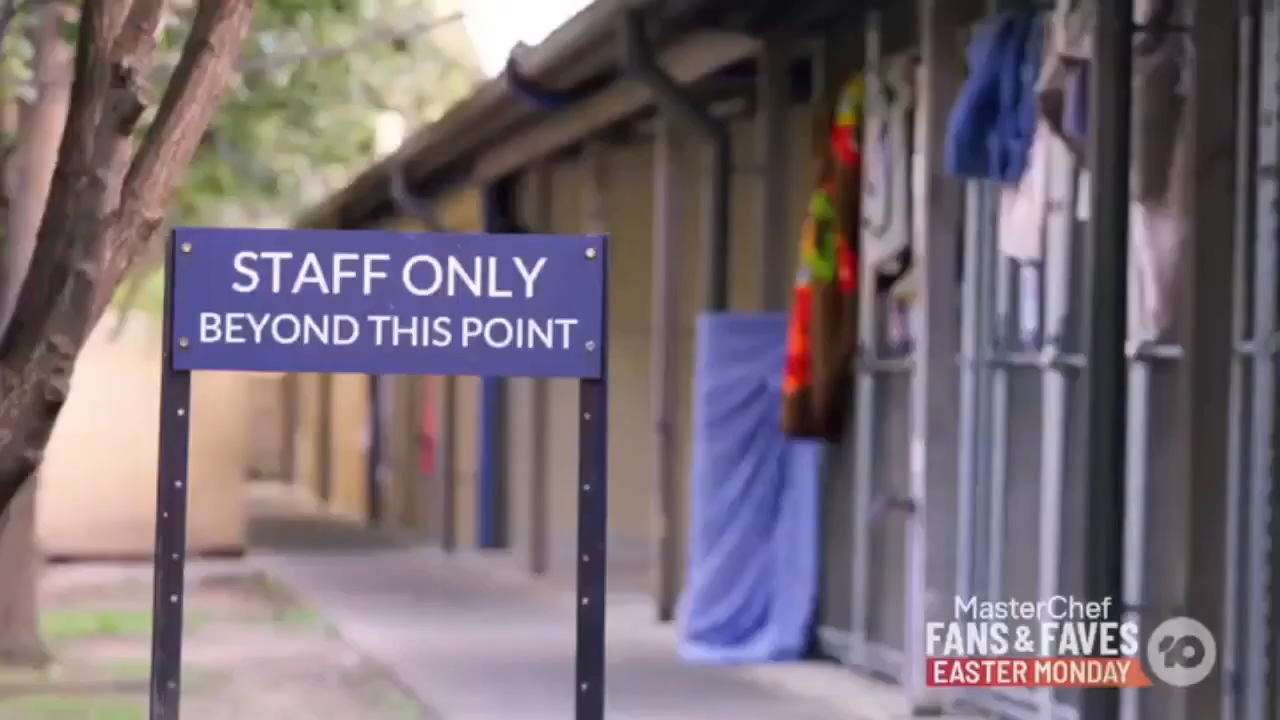 STAFF ONLY
BEYOND THIS POINT
MasterChef
FANS & FAVES
EASTER MONDAY
10